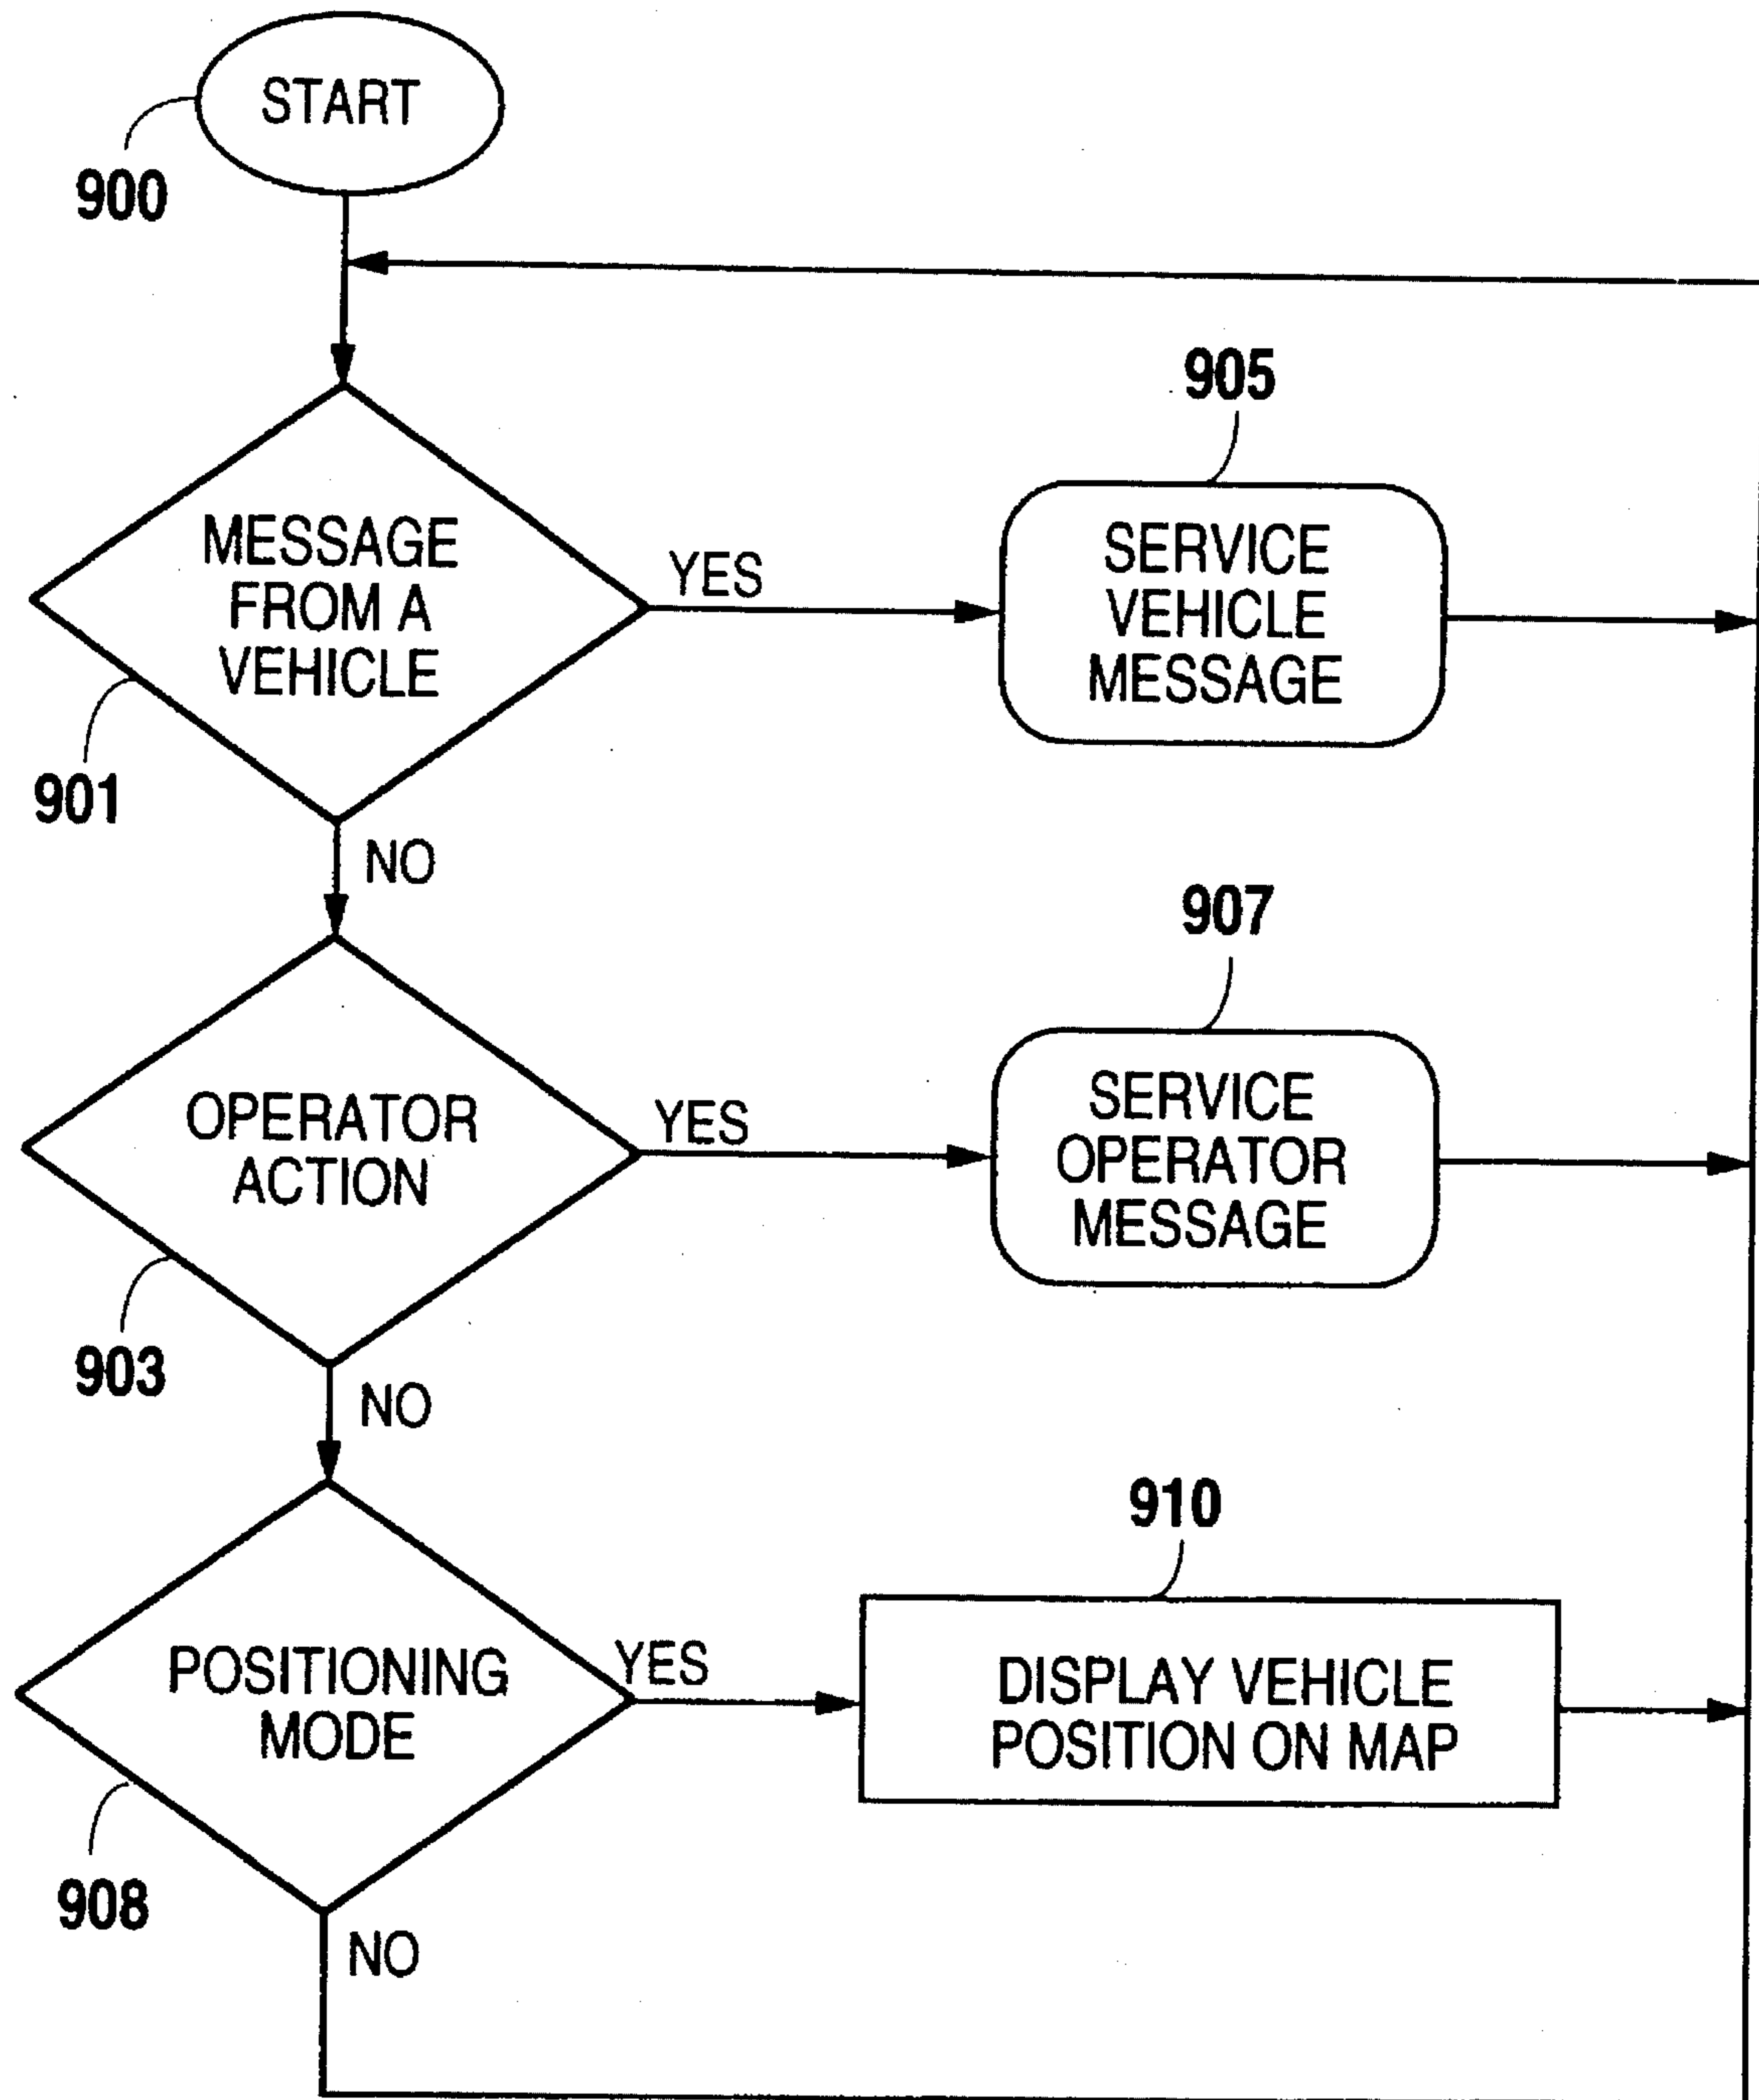 START
900
905
MESSAGE
FROM A
VEHICLE
YES
SERVICE
VEHICLE
MESSAGE
901
NO
907
OPERATOR
ACTION
YES
SERVICE
OPERATOR
MESSAGE
903
NO
910
POSITIONING
MODE
YES
DISPLAY VEHICLE
POSITION ON MAP
908
NO